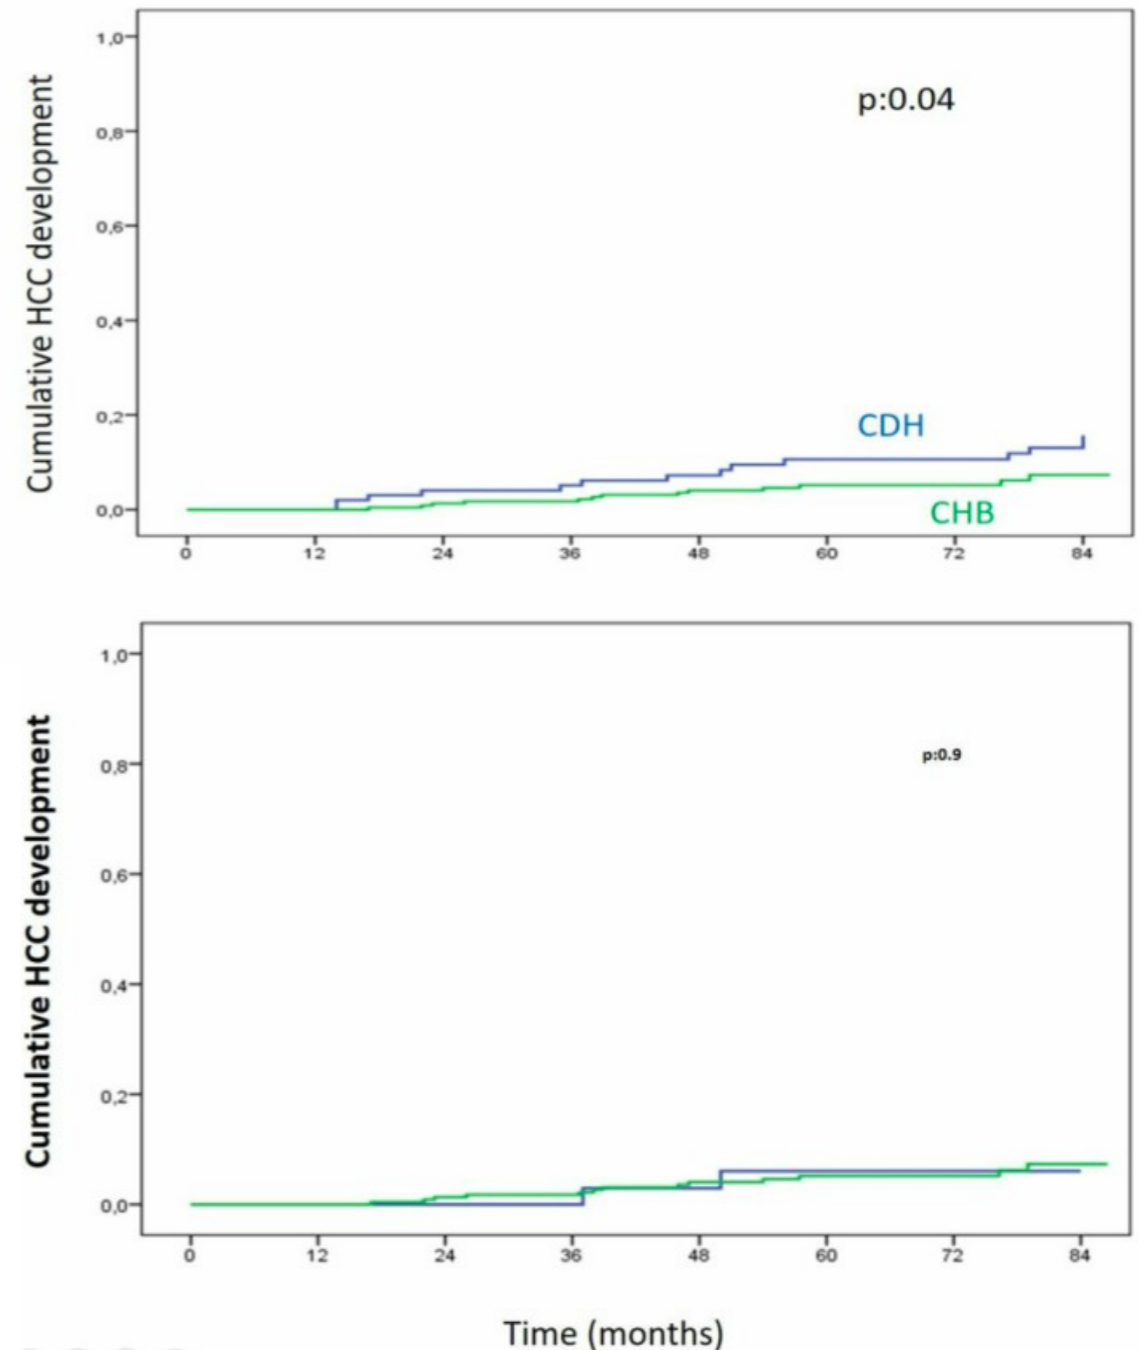 Cumulative HCC development
1,0
0,8
0,6
0,4
0,2
0,0
p:0.04
CDH
CHB
0 12 24 36 48 60 72 84
Cumulative HCC development
1,0
0,8
0,6
0,4
0,2
0,0
p:0.9
0 12 24 36 48 60 72 84
Time (months)